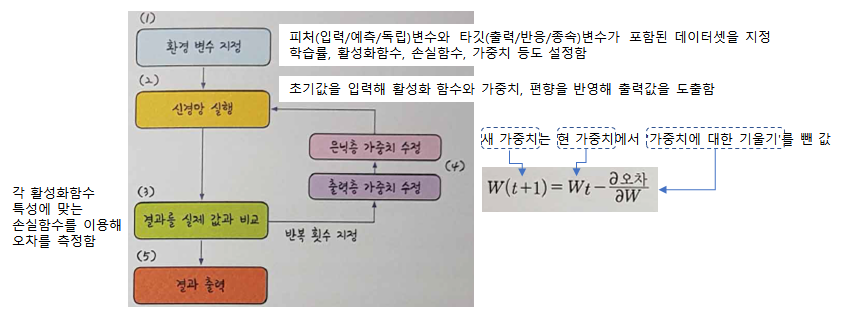 (1)
환경 변수 지정
피처(입력/예측/독립)변수와 타깃(출력/반응/종속)변수가 포함된 데이터셋을 지정
학습률, 활성화함수, 손실함수, 가중치 등도 설정함
(2)
신경망 실행
초기값을 입력해 활성화 함수와 가중치, 편향을 반영해 출력값을 도출함
은닉층 가중치 수정
(4)
출력층 가중치 수정
새 가중치는 현 가중치에서 '가중치에 대한 기울기'를 뺀 값
W(t+1)=Wt−∂오차/∂W
각 활성화함수
특성에 맞는
손실함수를 이용해
오차를 측정함
(3)
결과를 실제 값과 비교
반복 횟수 지정
(5)
결과 출력